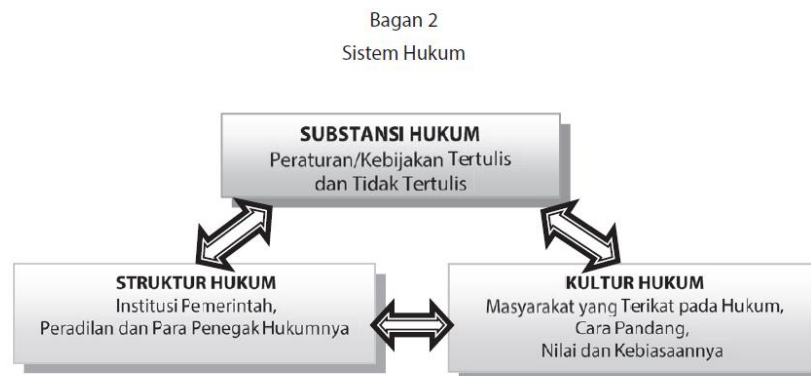 Bagan 2
Sistem Hukum
SUBSTANSI HUKUM
Peraturan/Kebijakan Tertulis
dan Tidak Tertulis
STRUKTUR HUKUM
Institusi Pemerintah,
Peradilan dan Para Penegak Hukumnya
KULTUR HUKUM
Masyarakat yang Terikat pada Hukum,
Cara Pandang,
Nilai dan Kebiasaannya